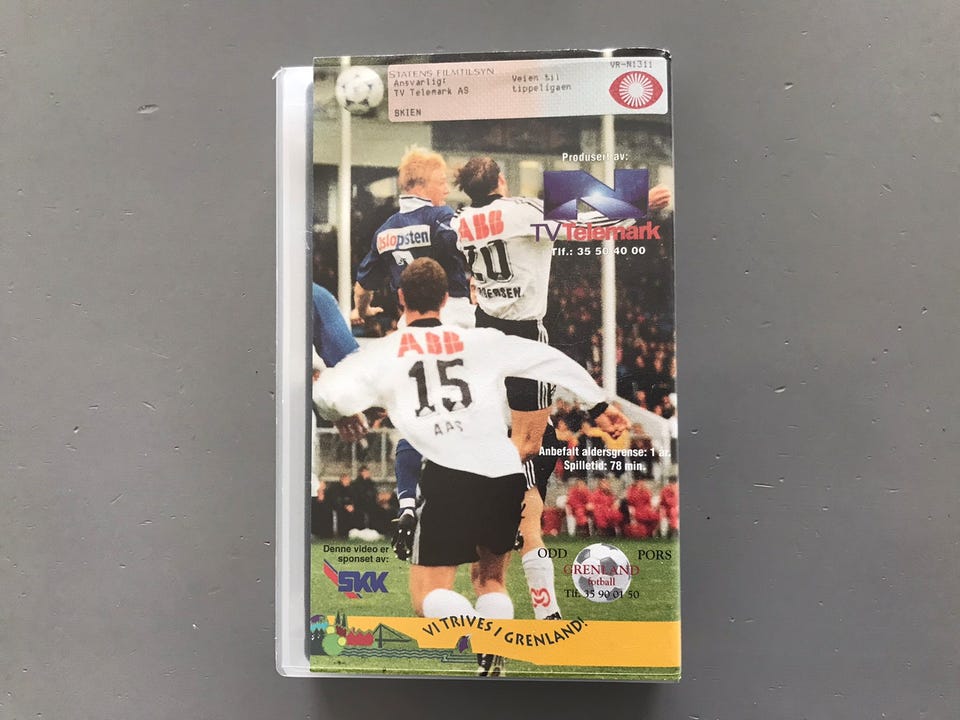 STATENS FILMTILSYN
VR-N1311
Ansvarlig:
TV Telemark AS
SKIEN
Veien til
tippeligaen
Produsert av:
TV Telemark
Tlf.: 35 50 40 00
oslopsten
ABB
20
ABB
15
AAS
Anbefalt aldersgrense: 1 år.
Spilletid: 78 min.
Denne video er
sponset av:
SKK
ODD PORS
GRENLAND
fotball
Tlf. 35 90 01 50
VI TRIVES I GRENLAND!